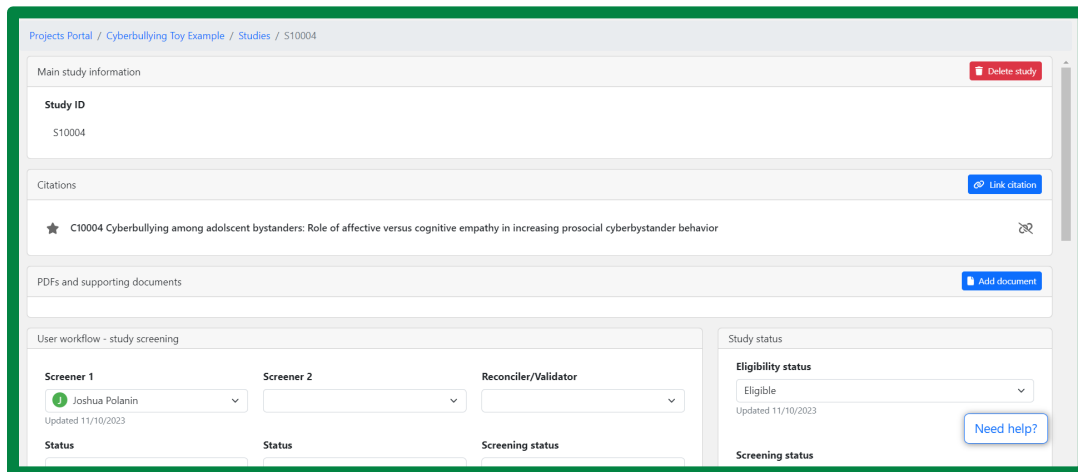 Projects Portal / Cyberbullying Toy Example / Studies / S10004
Main study information
Delete study
Study ID
S10004
Citations
Link citation
C10004 Cyberbullying among adolscent bystanders: Role of affective versus cognitive empathy in increasing prosocial cyberbystander behavior
PDFs and supporting documents
Add document
User workflow - study screening
Study status
Screener 1
Screener 2
Reconciler/Validator
Eligibility status
J Joshua Polanin
Eligible
Updated 11/10/2023
Updated 11/10/2023
Need help?
Status
Status
Screening status
Screening status